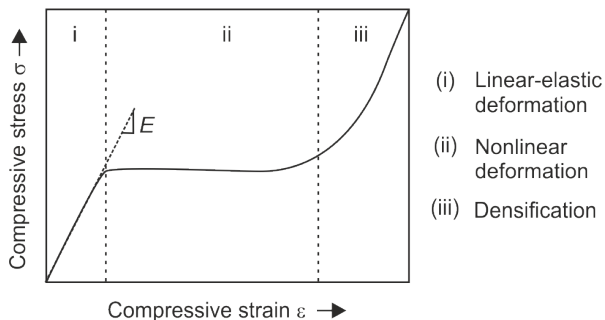 i
ii
iii
Compressive stress σ
E
Compressive strain ε
(i) Linear-elastic
deformation
(ii) Nonlinear
deformation
(iii) Densification